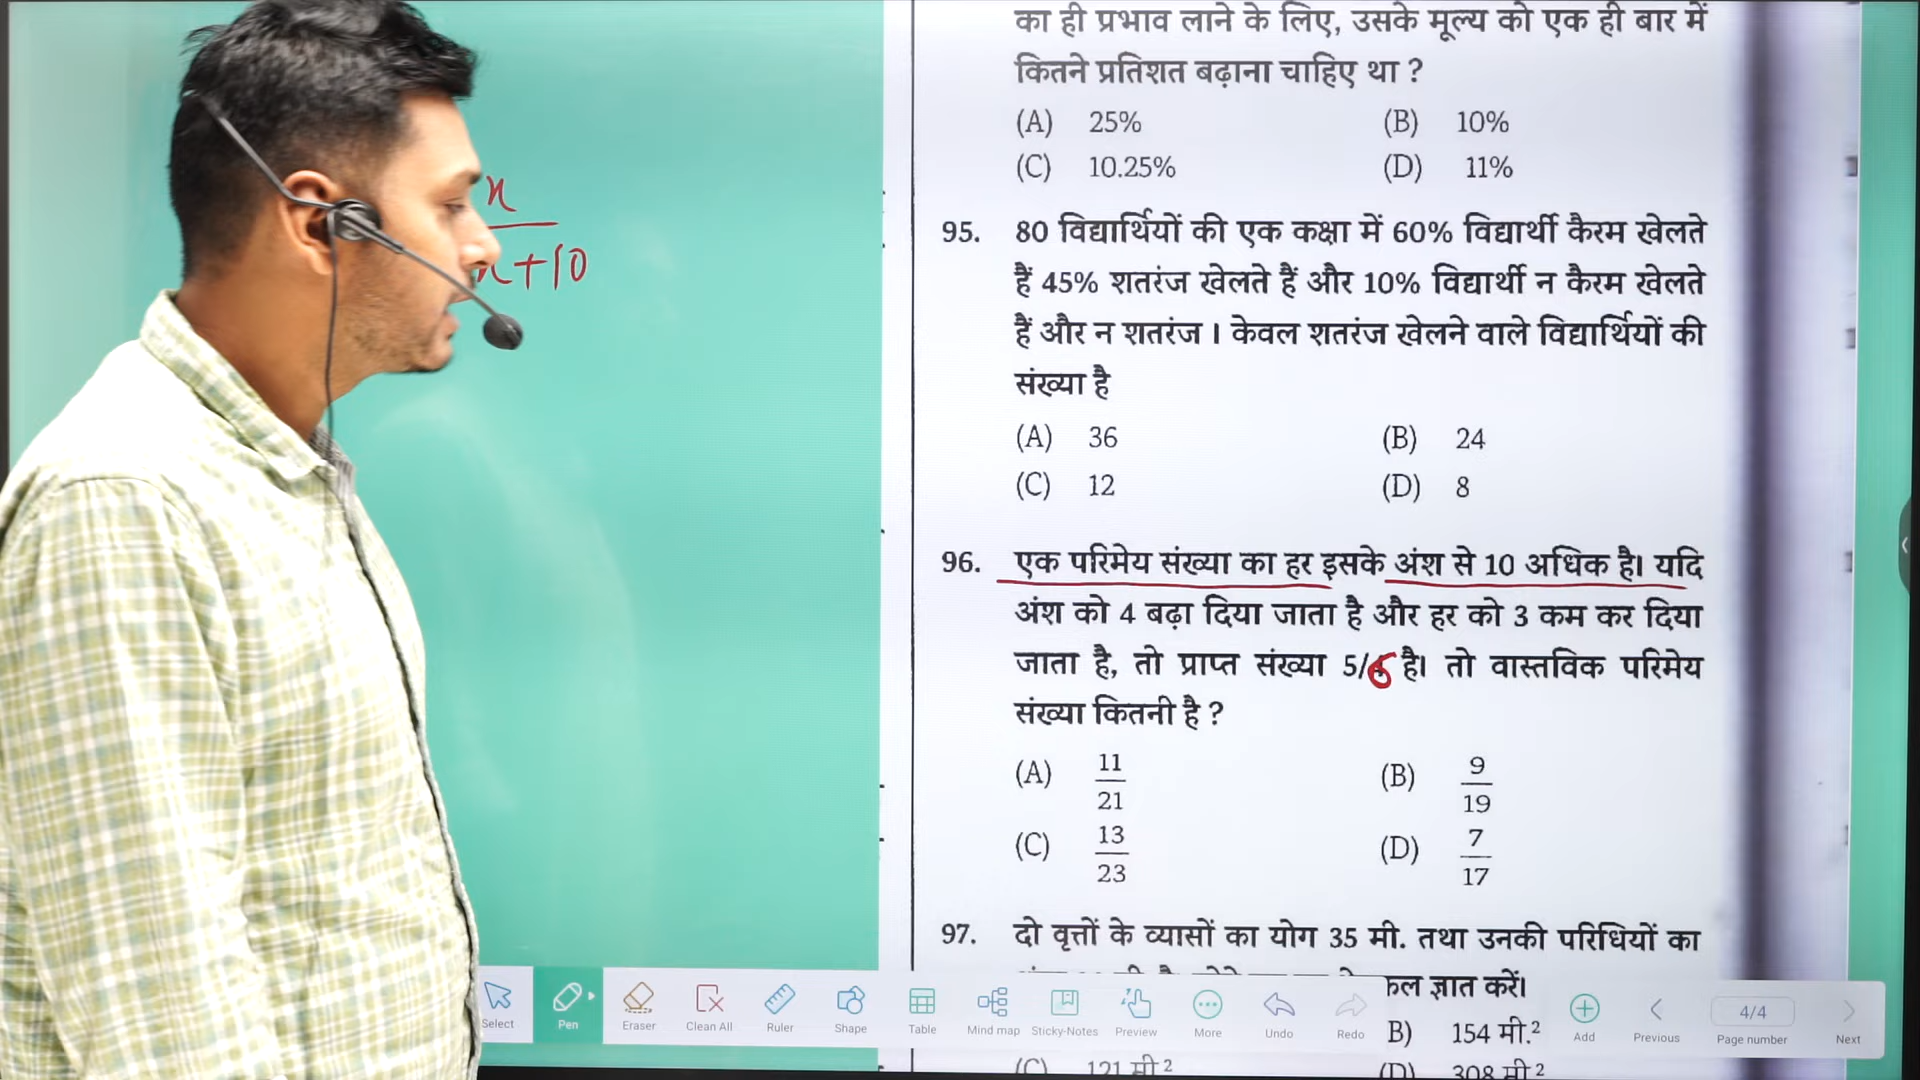 x
x+10
का ही प्रभाव लाने के लिए, उसके मूल्य को एक ही बार में
कितने प्रतिशत बढ़ाना चाहिए था ?
(A) 25% (B) 10%
(C) 10.25% (D) 11%
95. 80 विद्यार्थियों की एक कक्षा में 60% विद्यार्थी कैरम खेलते
हैं 45% शतरंज खेलते हैं और 10% विद्यार्थी न कैरम खेलते
हैं और न शतरंज । केवल शतरंज खेलने वाले विद्यार्थियों की
संख्या है
(A) 36 (B) 24
(C) 12 (D) 8
96. एक परिमेय संख्या का हर इसके अंश से 10 अधिक है। यदि
अंश को 4 बढ़ा दिया जाता है और हर को 3 कम कर दिया
जाता है, तो प्राप्त संख्या 5/6 है। तो वास्तविक परिमेय
संख्या कितनी है ?
(A) 11/21 (B) 9/19
(C) 13/23 (D) 7/17
97. दो वृत्तों के व्यासों का योग 35 मी. तथा उनकी परिधियों का
ज्ञात करें।
B) 154 मी.²
(C) 121 मी² (D) 308 मी²
Select Pen Eraser Clean All Ruler Shape Table Mind map Sticky-Notes Preview More Undo Redo Add Previous 4/4 Page number Next